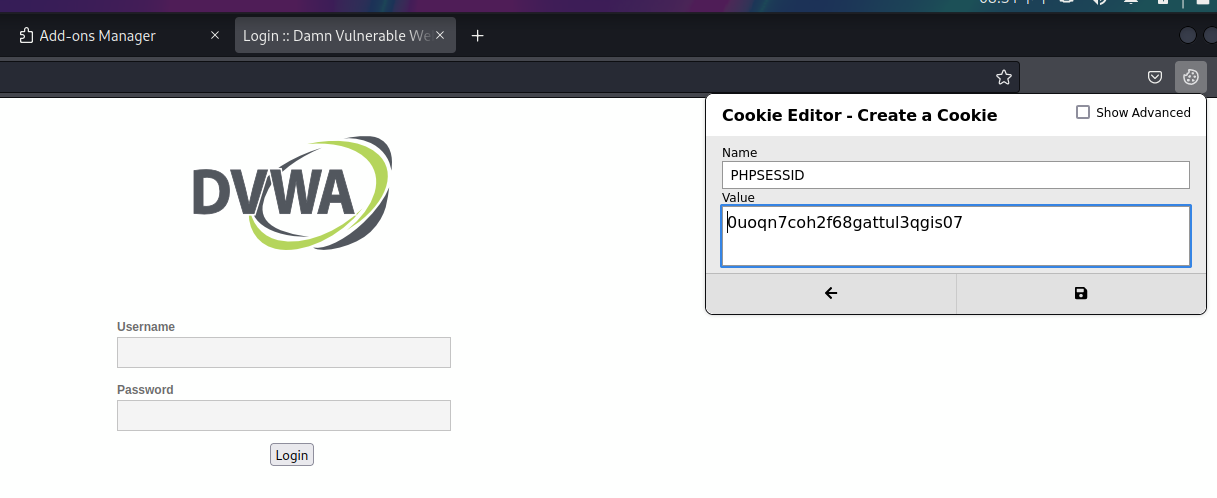 Add-ons Manager
Login :: Damn Vulnerable We
Cookie Editor - Create a Cookie
Show Advanced
Name
PHPSESSID
Value
0uoqn7coh2f68gattul3qgis07
DVWA
Username
Password
Login